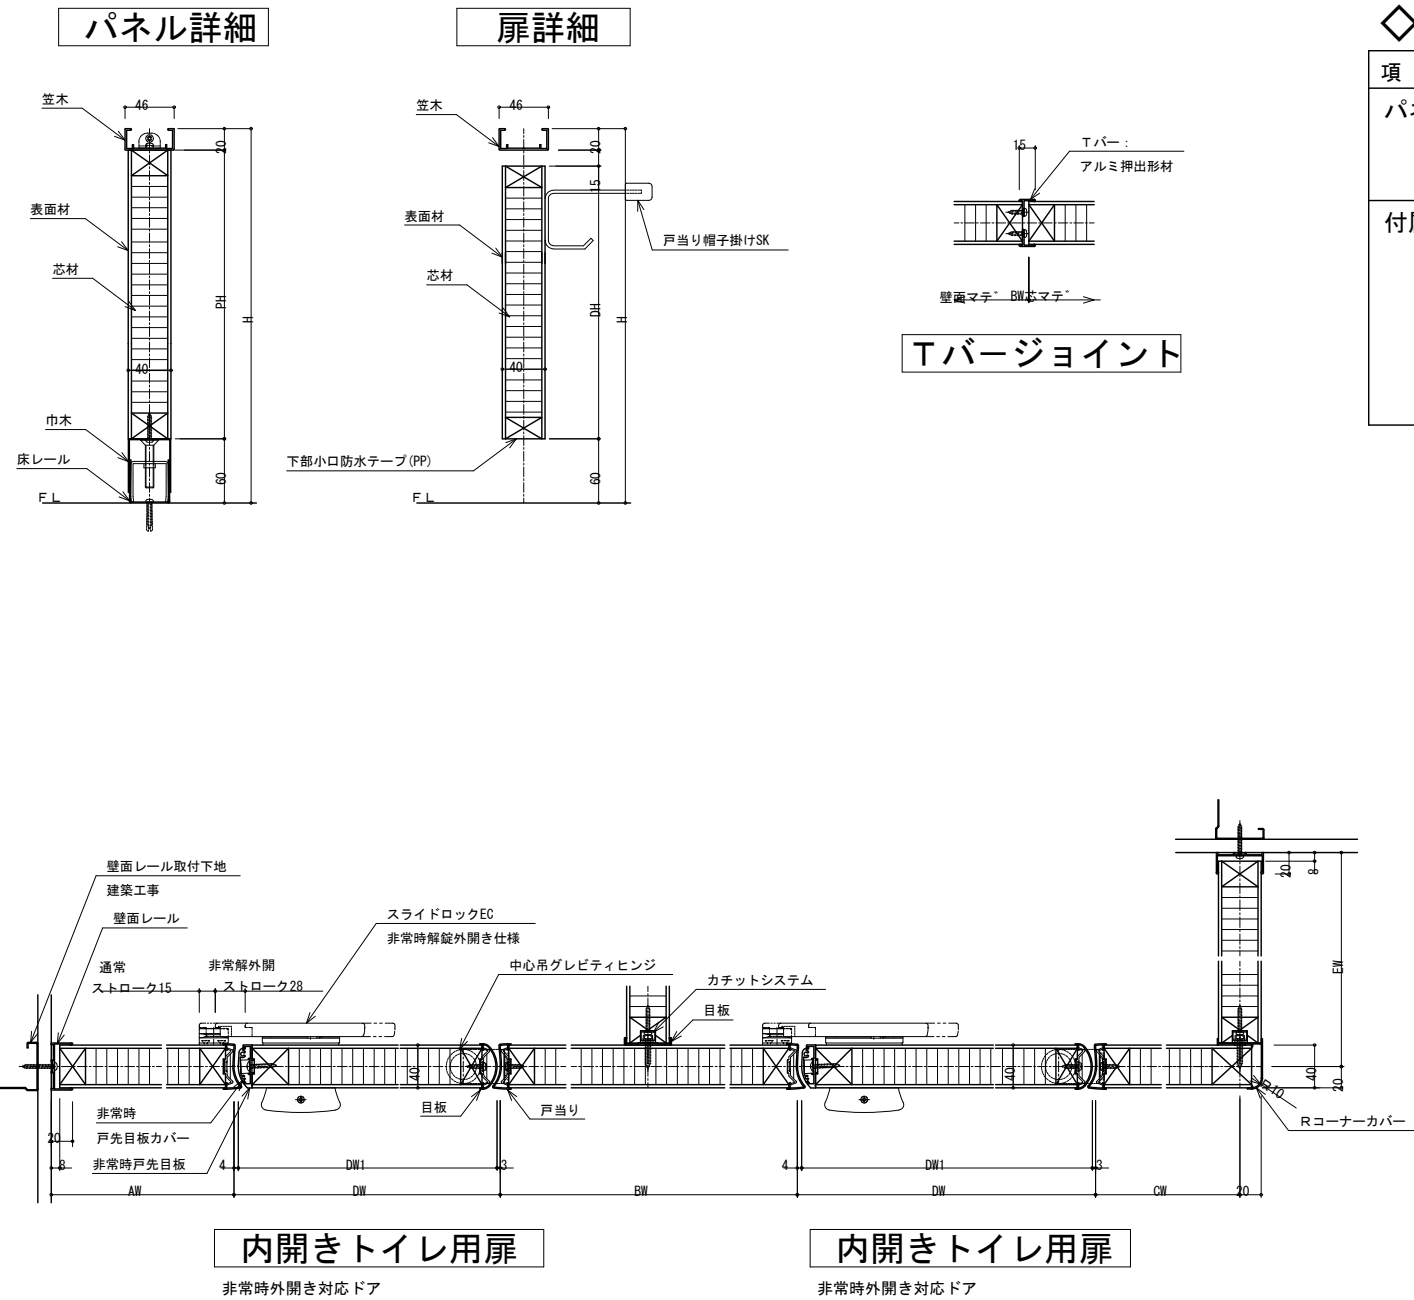 パネル詳細
扉詳細
◇
項
笠木
46
20
表面材
芯材
PH
H
40
巾木
床レール
60
FL
笠木
46
20
15
表面材
戸当り帽子掛けSK
芯材
DH
H
40
下部小口防水テープ(PP)
60
FL
15
Tバー：
アルミ押出形材
壁面マデ BW芯マデ
Tバージョイント
壁面レール取付下地
建築工事
壁面レール
通常
ストローク15
非常解外開
ストローク28
スライドロックEC
非常時解錠外開き仕様
中心吊グレビティヒンジ
カチットシステム
目板
20
8
EW
40
40
40
20
R10
Rコーナーカバー
目板
戸当り
非常時
戸先目板カバー
非常時戸先目板
20
8
4
DW1
3
4
DW1
3
AW
DW
BW
DW
CW
20
内開きトイレ用扉
非常時外開き対応ドア
内開きトイレ用扉
非常時外開き対応ドア